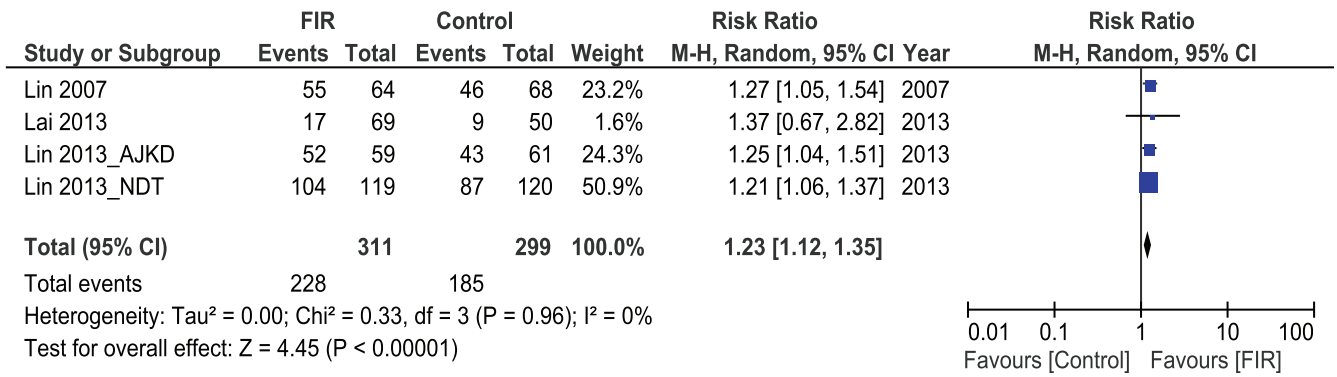 FIR Control Risk Ratio Risk Ratio
Study or Subgroup Events Total Events Total Weight M-H, Random, 95% CI Year M-H, Random, 95% CI
Lin 2007 55 64 46 68 23.2% 1.27 [1.05, 1.54] 2007
Lai 2013 17 69 9 50 1.6% 1.37 [0.67, 2.82] 2013
Lin 2013_AJKD 52 59 43 61 24.3% 1.25 [1.04, 1.51] 2013
Lin 2013_NDT 104 119 87 120 50.9% 1.21 [1.06, 1.37] 2013
Total (95% CI) 311 299 100.0% 1.23 [1.12, 1.35]
Total events 228 185
Heterogeneity: Tau² = 0.00; Chi² = 0.33, df = 3 (P = 0.96); I² = 0%
Test for overall effect: Z = 4.45 (P < 0.00001)
0.01 0.1 1 10 100
Favours [Control] Favours [FIR]